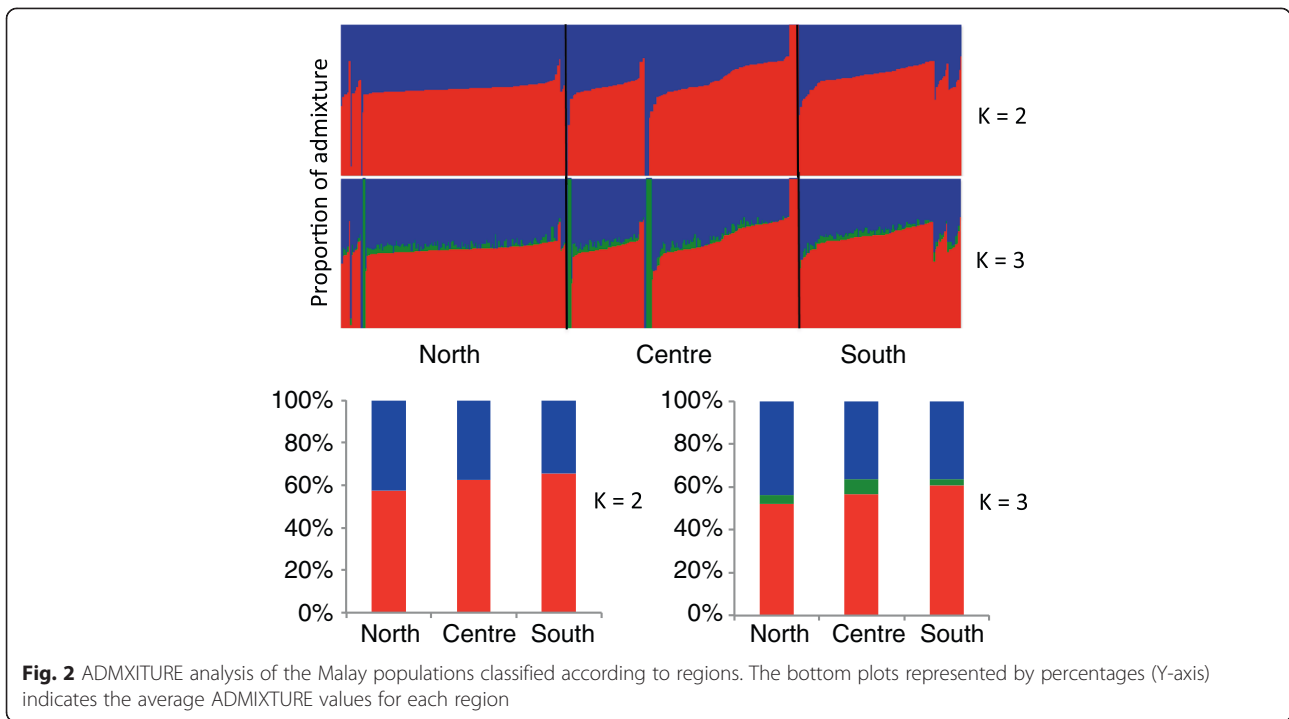 Proportion of admixture
K = 2
K = 3
North Centre South
100%
80%
60%
40%
20%
0%
North Centre South
K = 2
100%
80%
60%
40%
20%
0%
North Centre South
K = 3
Fig. 2 ADMXITURE analysis of the Malay populations classified according to regions. The bottom plots represented by percentages (Y-axis)
indicates the average ADMIXTURE values for each region